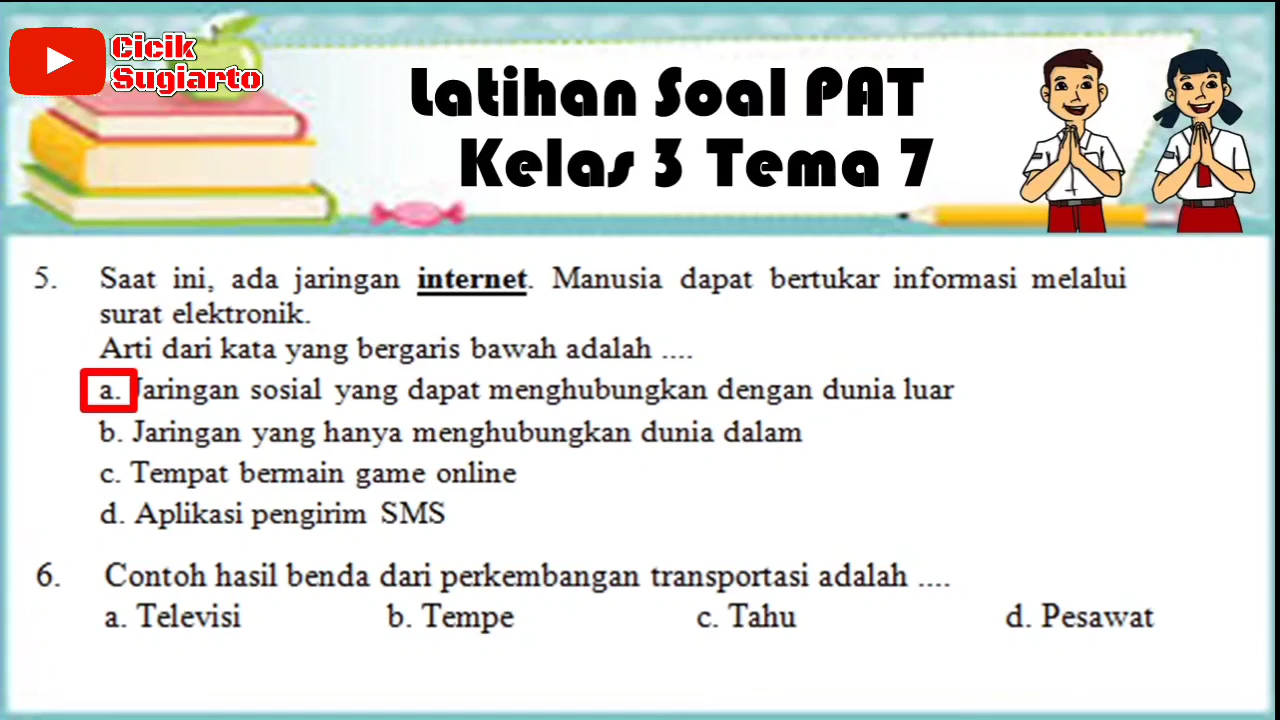 Cicik
Sugiarto
Latihan Soal PAT
Kelas 3 Tema 7
5. Saat ini, ada jaringan internet. Manusia dapat bertukar informasi melalui
surat elektronik.
Arti dari kata yang bergaris bawah adalah ....
a. Jaringan sosial yang dapat menghubungkan dengan dunia luar
b. Jaringan yang hanya menghubungkan dunia dalam
c. Tempat bermain game online
d. Aplikasi pengirim SMS
6. Contoh hasil benda dari perkembangan transportasi adalah ....
a. Televisi b. Tempe c. Tahu d. Pesawat